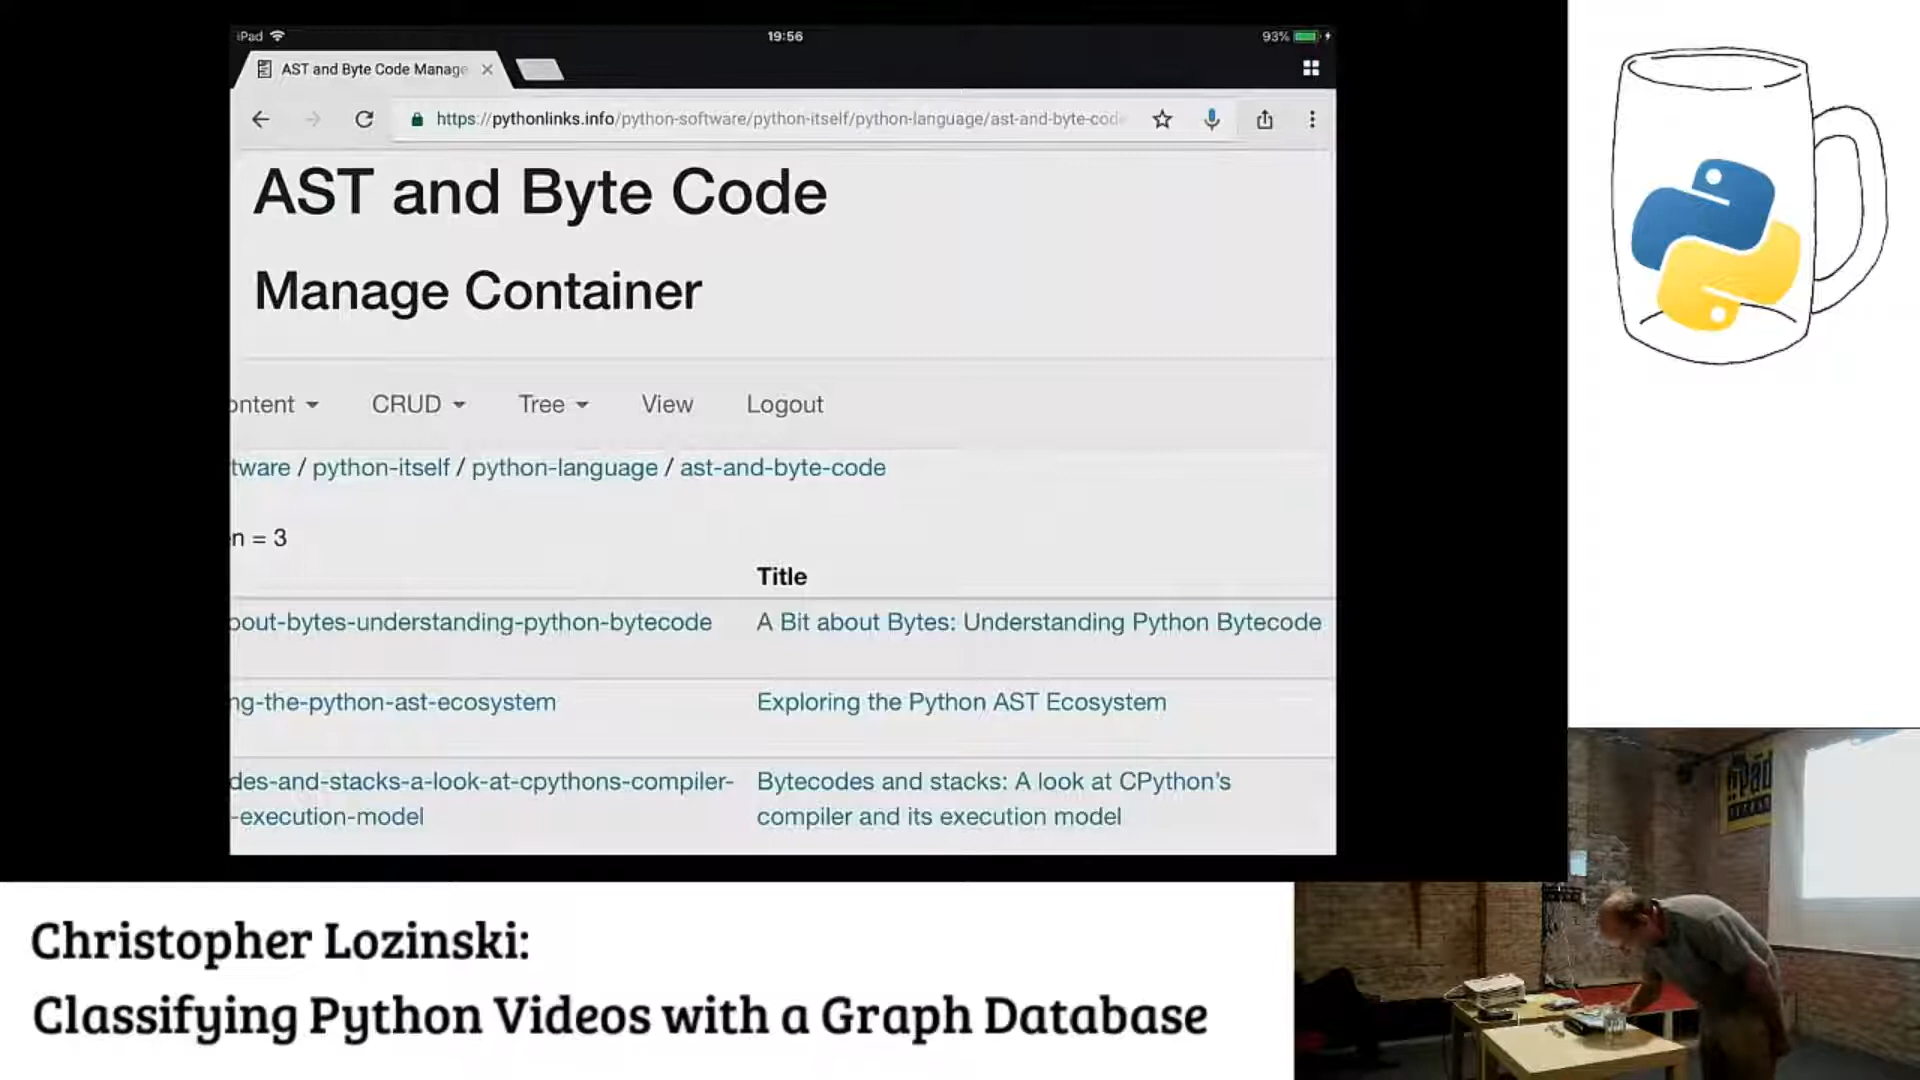 iPad
19:56
93%
AST and Byte Code Manage
https://pythonlinks.info/python-software/python-itself/python-language/ast-and-byte-cod
AST and Byte Code
Manage Container
ontent
CRUD
Tree
View
Logout
tware / python-itself / python-language / ast-and-byte-code
n = 3
Title
bout-bytes-understanding-python-bytecode
A Bit about Bytes: Understanding Python Bytecode
ng-the-python-ast-ecosystem
Exploring the Python AST Ecosystem
des-and-stacks-a-look-at-cpythons-compiler-
-execution-model
Bytecodes and stacks: A look at CPython's
compiler and its execution model
Christopher Lozinski:
Classifying Python Videos with a Graph Database